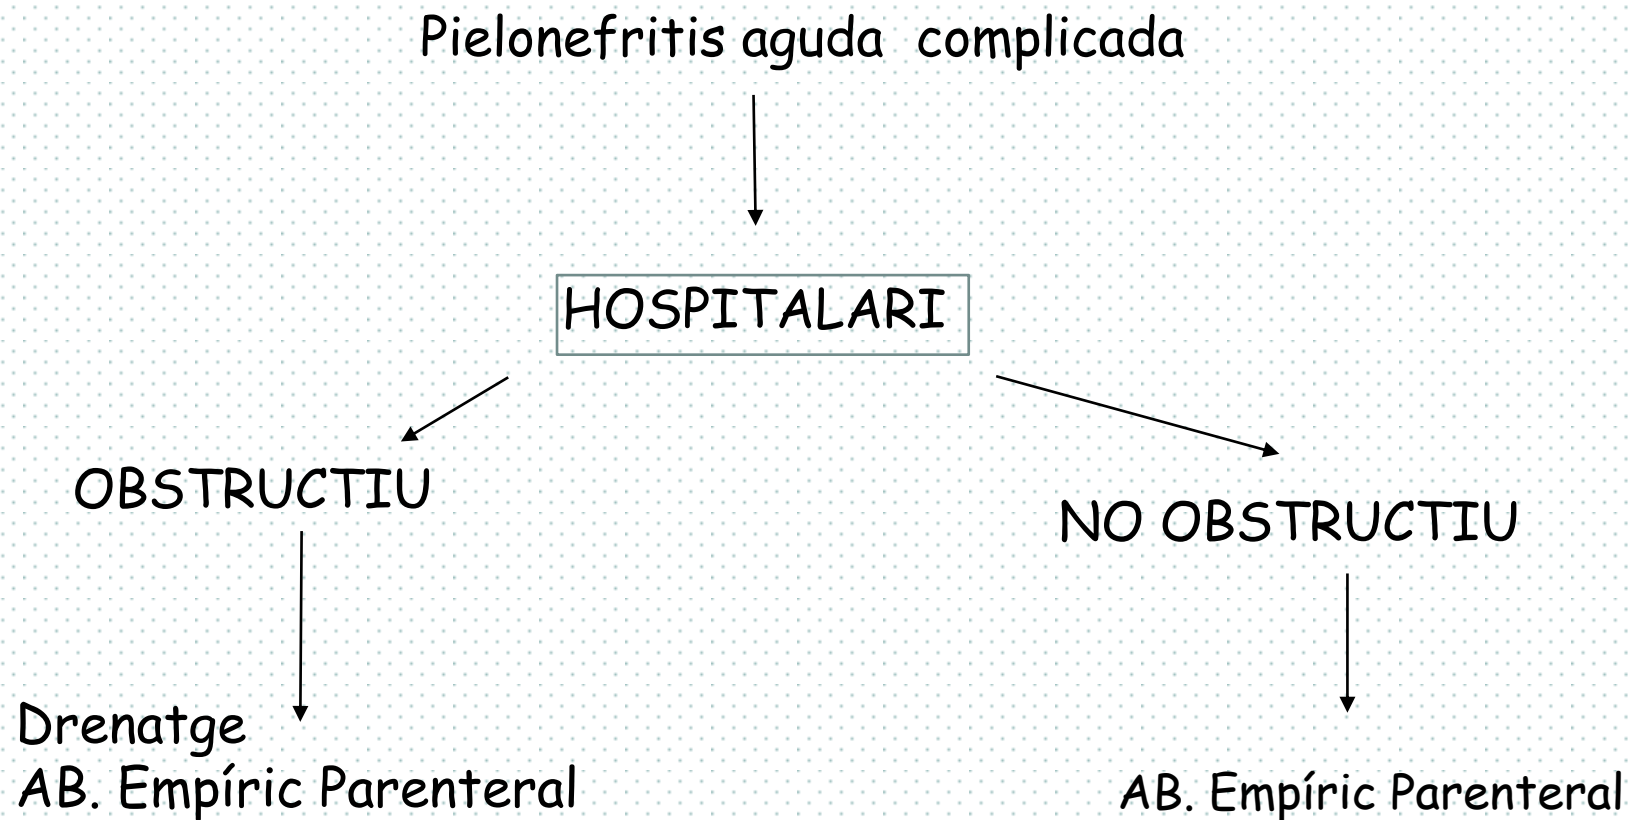 Pielonefritis aguda complicada
HOSPITALARI
OBSTRUCTIU
NO OBSTRUCTIU
Drenatge
AB. Empíric Parenteral
AB. Empíric Parenteral